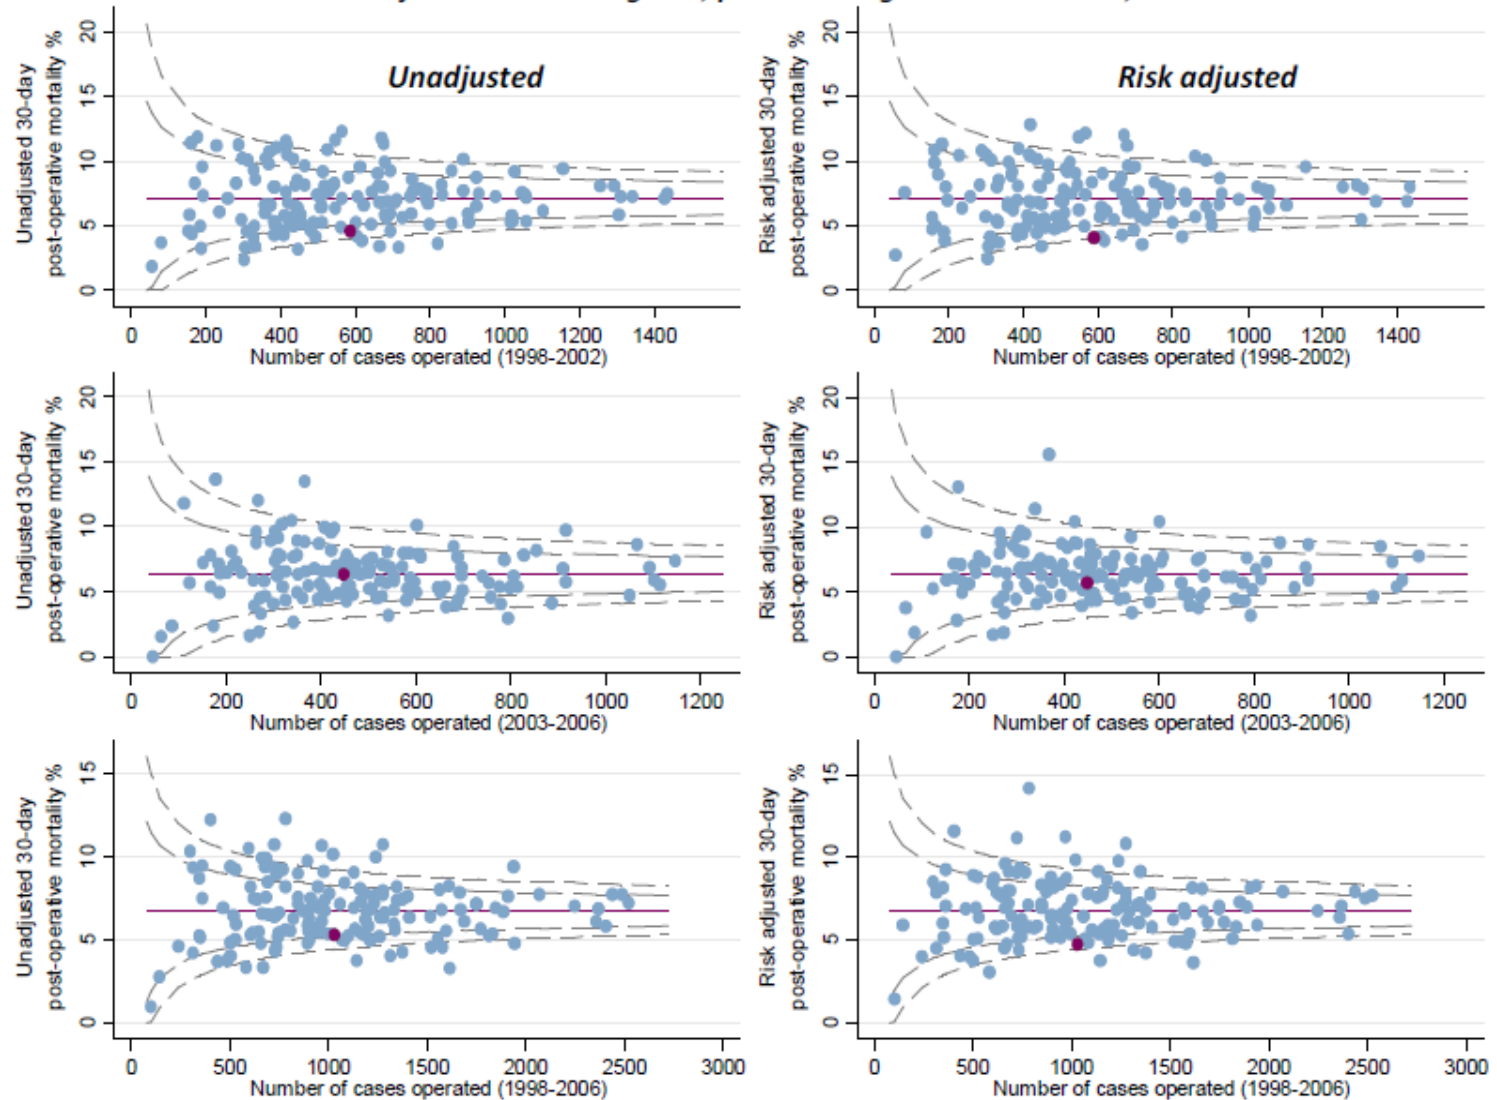 Unadjusted
Unadjusted 30-day
post-operative mortality %
20
15
10
5
0
0 200 400 600 800 1000 1200 1400
Number of cases operated (1998-2002)
Risk adjusted
Risk adjusted 30-day
post-operative mortality %
20
15
10
5
0
0 200 400 600 800 1000 1200 1400
Number of cases operated (1998-2002)
Unadjusted 30-day
post-operative mortality %
20
15
10
5
0
0 200 400 600 800 1000 1200
Number of cases operated (2003-2006)
Risk adjusted 30-day
post-operative mortality %
20
15
10
5
0
0 200 400 600 800 1000 1200
Number of cases operated (2003-2006)
Unadjusted 30-day
post-operative mortality %
15
10
5
0
0 500 1000 1500 2000 2500 3000
Number of cases operated (1998-2006)
Risk adjusted 30-day
post-operative mortality %
15
10
5
0
0 500 1000 1500 2000 2500 3000
Number of cases operated (1998-2006)